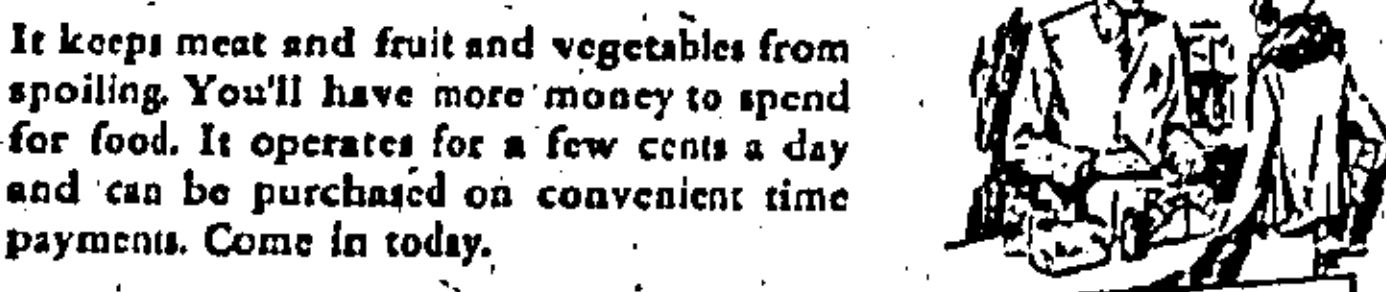 It keeps meat and fruit and vegetables from
spoiling. You'll have more money to spend
for food. It operates for a few cents a day
and can be purchased on convenient time
payments. Come in today.